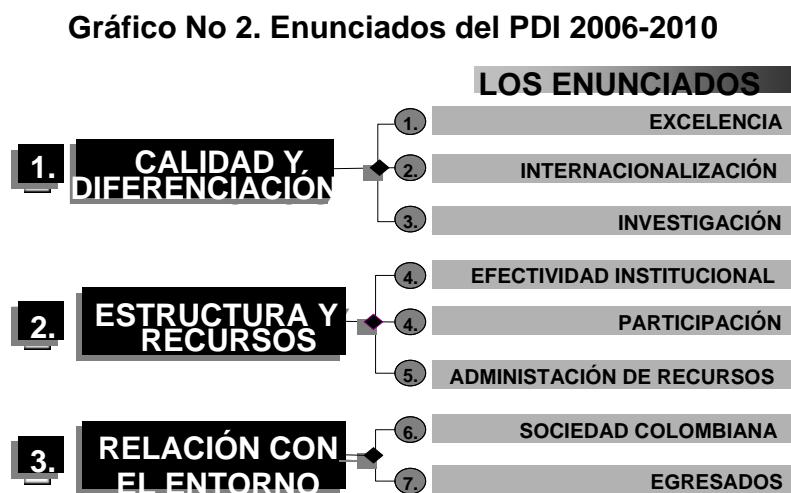 Gráfico No 2. Enunciados del PDI 2006-2010
LOS ENUNCIADOS
1. CALIDAD Y
DIFERENCIACIÓN
1. EXCELENCIA
2. INTERNACIONALIZACIÓN
3. INVESTIGACIÓN
2. ESTRUCTURA Y
RECURSOS
4. EFECTIVIDAD INSTITUCIONAL
4. PARTICIPACIÓN
5. ADMINISTACIÓN DE RECURSOS
3. RELACIÓN CON
EL ENTORNO
6. SOCIEDAD COLOMBIANA
7. EGRESADOS